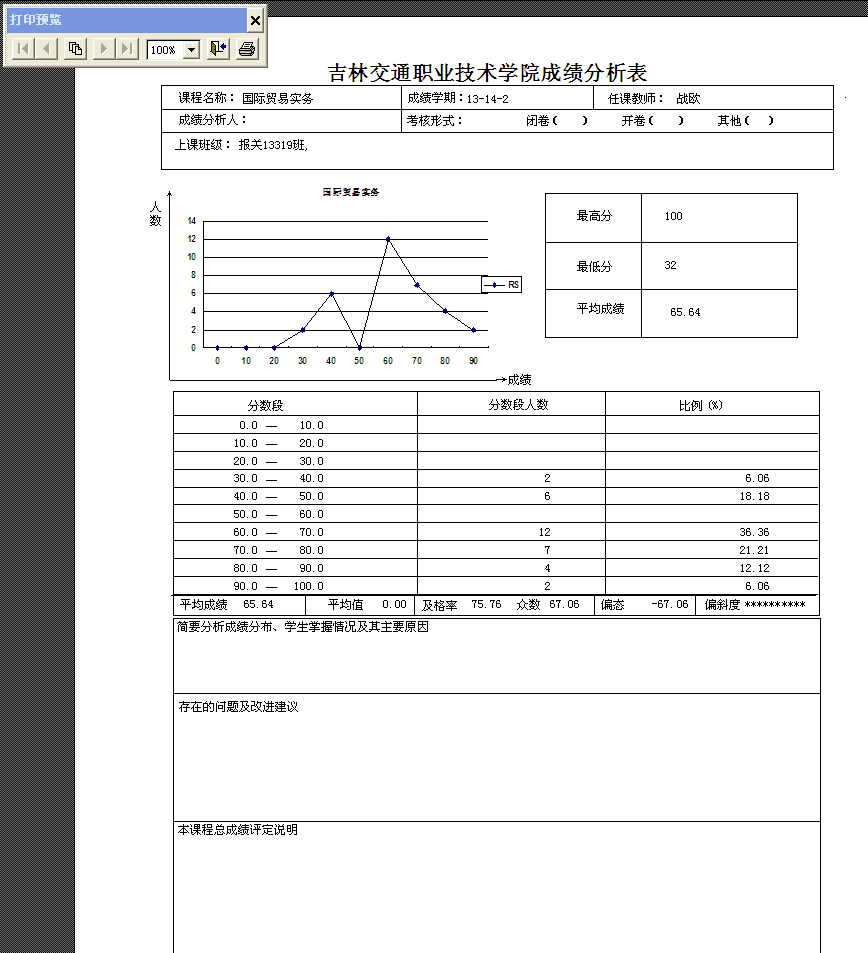 打印预览
100%
吉林交通职业技术学院成绩分析表
课程名称： 国际贸易实务 成绩学期：13-14-2 任课教师： 战欧
成绩分析人： 考核形式： 闭卷（ ） 开卷（ ） 其他（ ）
上课班级： 报关13319班,
人数
国际贸易实务
14
12
10
8
6
4
2
0
0 10 20 30 40 50 60 70 80 90
RS
成绩
最高分 100
最低分 32
平均成绩 65.64
分数段 分数段人数 比例（%）
0.0 — 10.0
10.0 — 20.0
20.0 — 30.0
30.0 — 40.0 2 6.06
40.0 — 50.0 6 18.18
50.0 — 60.0
60.0 — 70.0 12 36.36
70.0 — 80.0 7 21.21
80.0 — 90.0 4 12.12
90.0 — 100.0 2 6.06
平均成绩 65.64 平均值 0.00 及格率 75.76 众数 67.06 偏态 -67.06 偏斜度 **********
简要分析成绩分布、学生掌握情况及其主要原因
存在的问题及改进建议
本课程总成绩评定说明